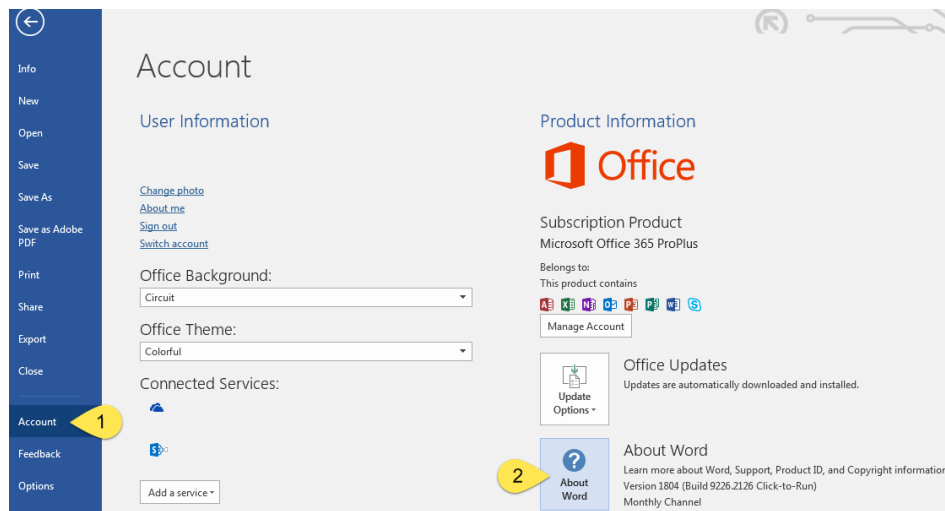 Info
New
Open
Save
Save As
Save as Adobe
PDF
Print
Share
Export
Close
Account
1
Feedback
Options
Account
User Information
Change photo
About me
Sign out
Switch account
Office Background:
Circuit
Office Theme:
Colorful
Connected Services:
Add a service
Product Information
Office
Subscription Product
Microsoft Office 365 ProPlus
Belongs to:
This product contains
Manage Account
Update
Options
Office Updates
Updates are automatically downloaded and installed.
2
About
Word
About Word
Learn more about Word, Support, Product ID, and Copyright information
Version 1804 (Build 9226.2126 Click-to-Run)
Monthly Channel